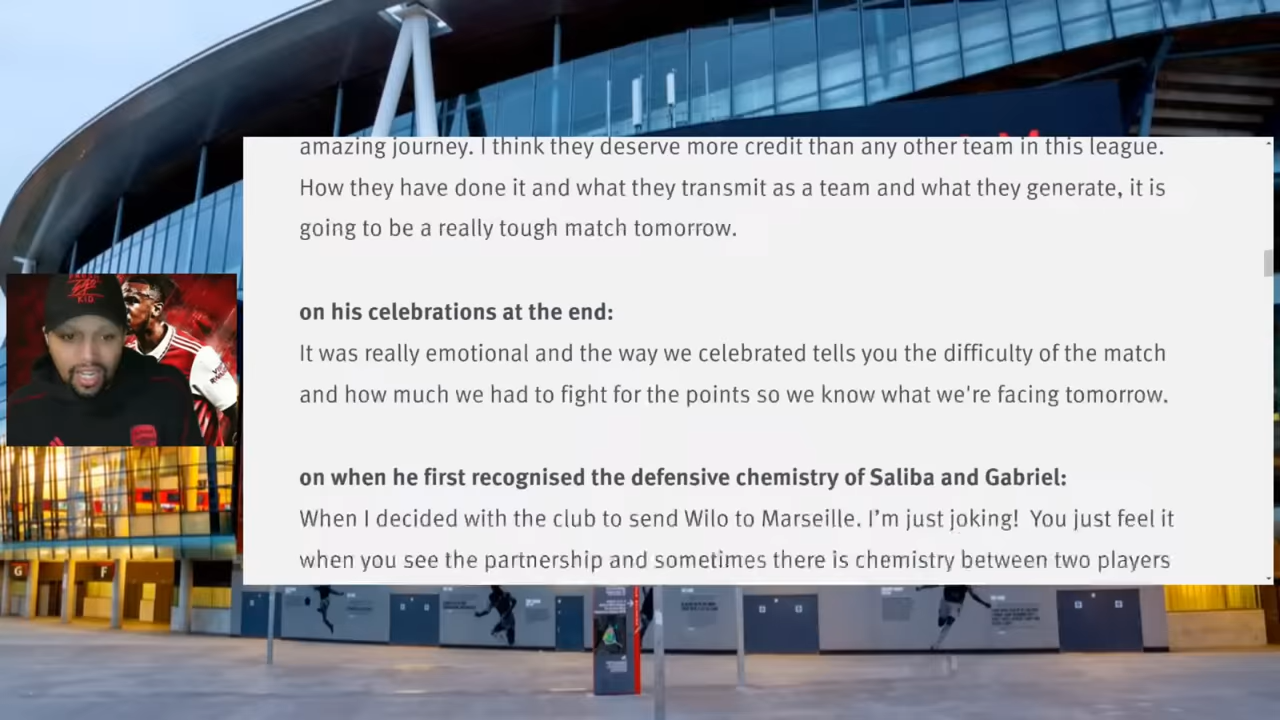 amazing journey. I think they deserve more credit than any other team in this league.
How they have done it and what they transmit as a team and what they generate, it is
going to be a really tough match tomorrow.
on his celebrations at the end:
It was really emotional and the way we celebrated tells you the difficulty of the match
and how much we had to fight for the points so we know what we're facing tomorrow.
on when he first recognised the defensive chemistry of Saliba and Gabriel:
When I decided with the club to send Wilo to Marseille. I’m just joking!  You just feel it
when you see the partnership and sometimes there is chemistry between two players
KID
G
F